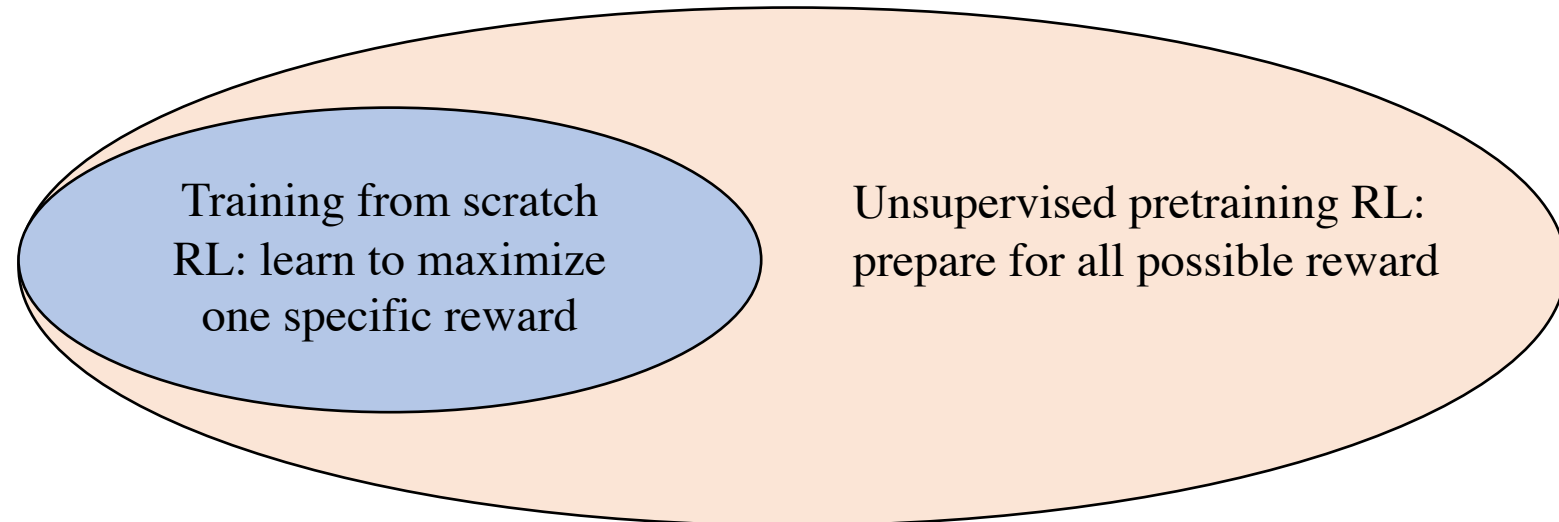 Training from scratch
RL: learn to maximize
one specific reward
Unsupervised pretraining RL:
prepare for all possible reward